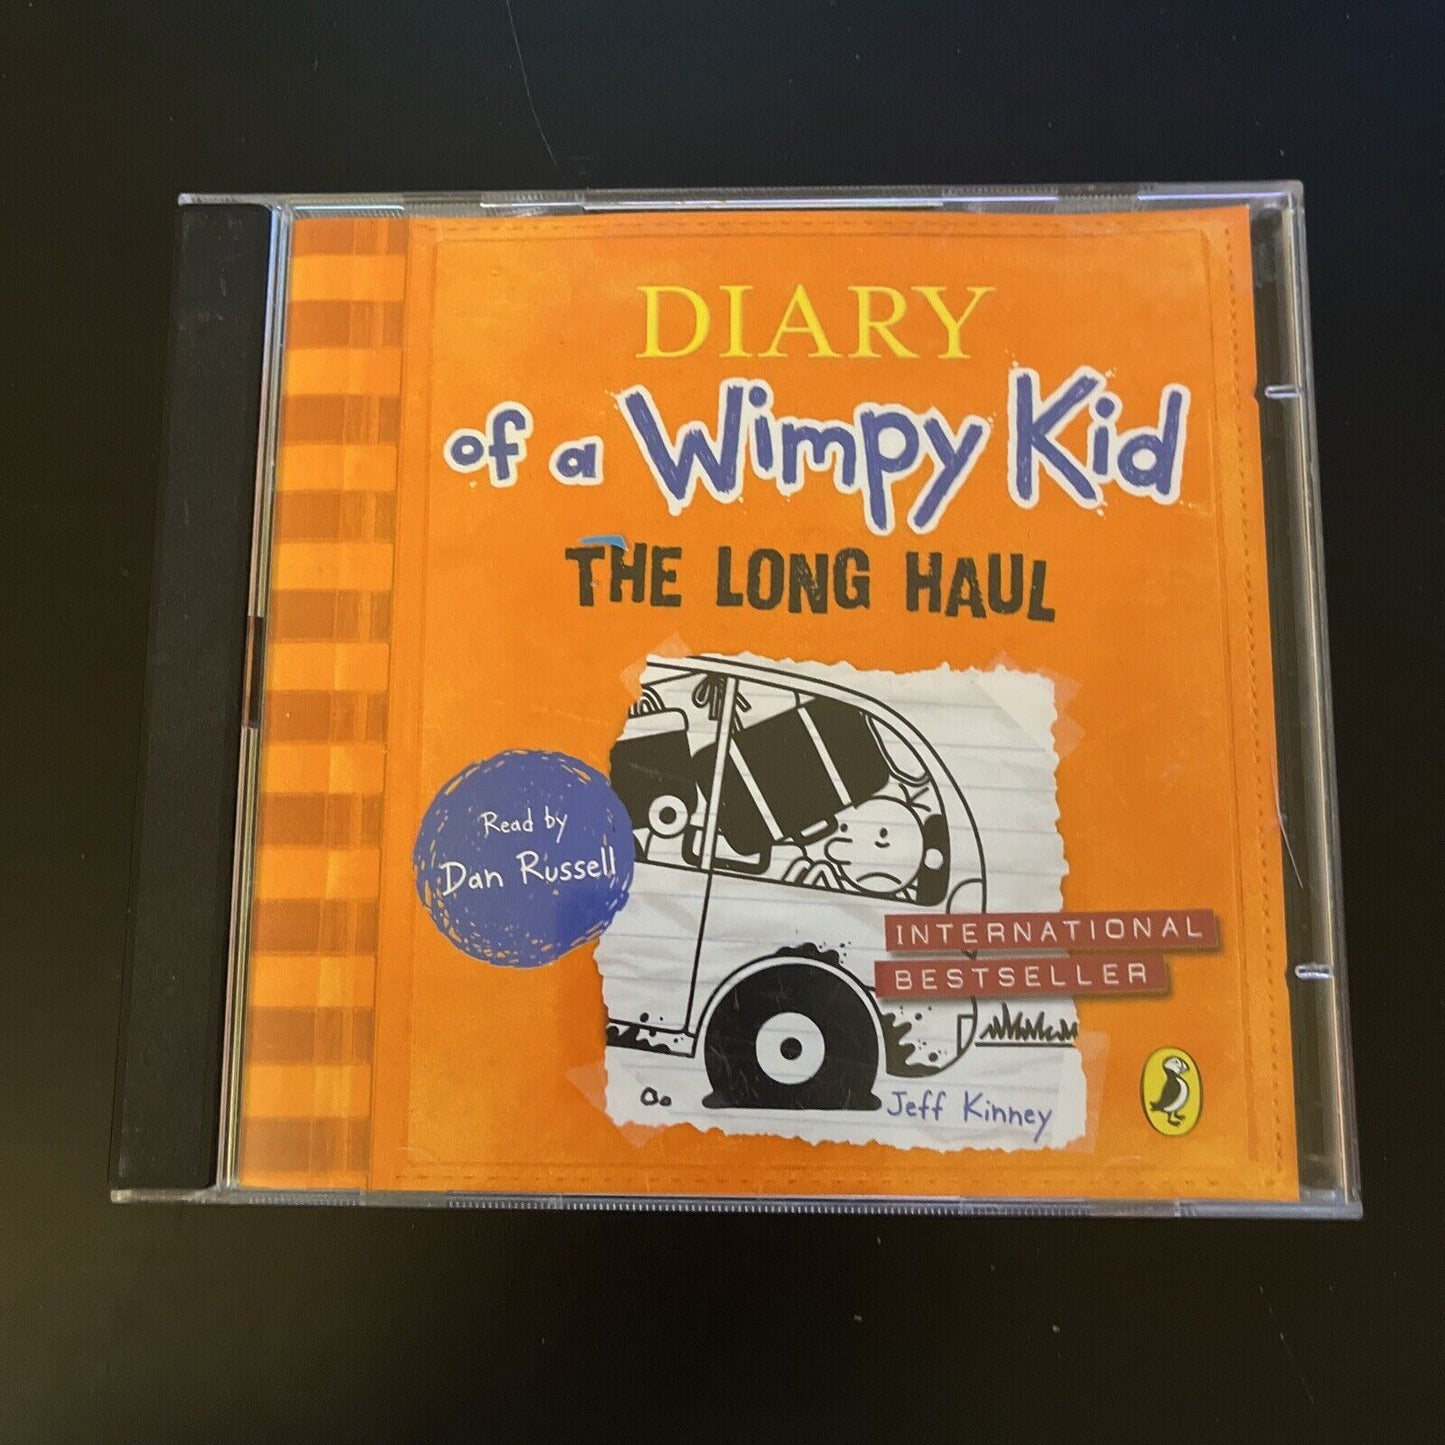 DIARY
of a Wimpy Kid
THE LONG HAUL
Read by
Dan Russell
INTERNATIONAL
BESTSELLER
Jeff Kinney